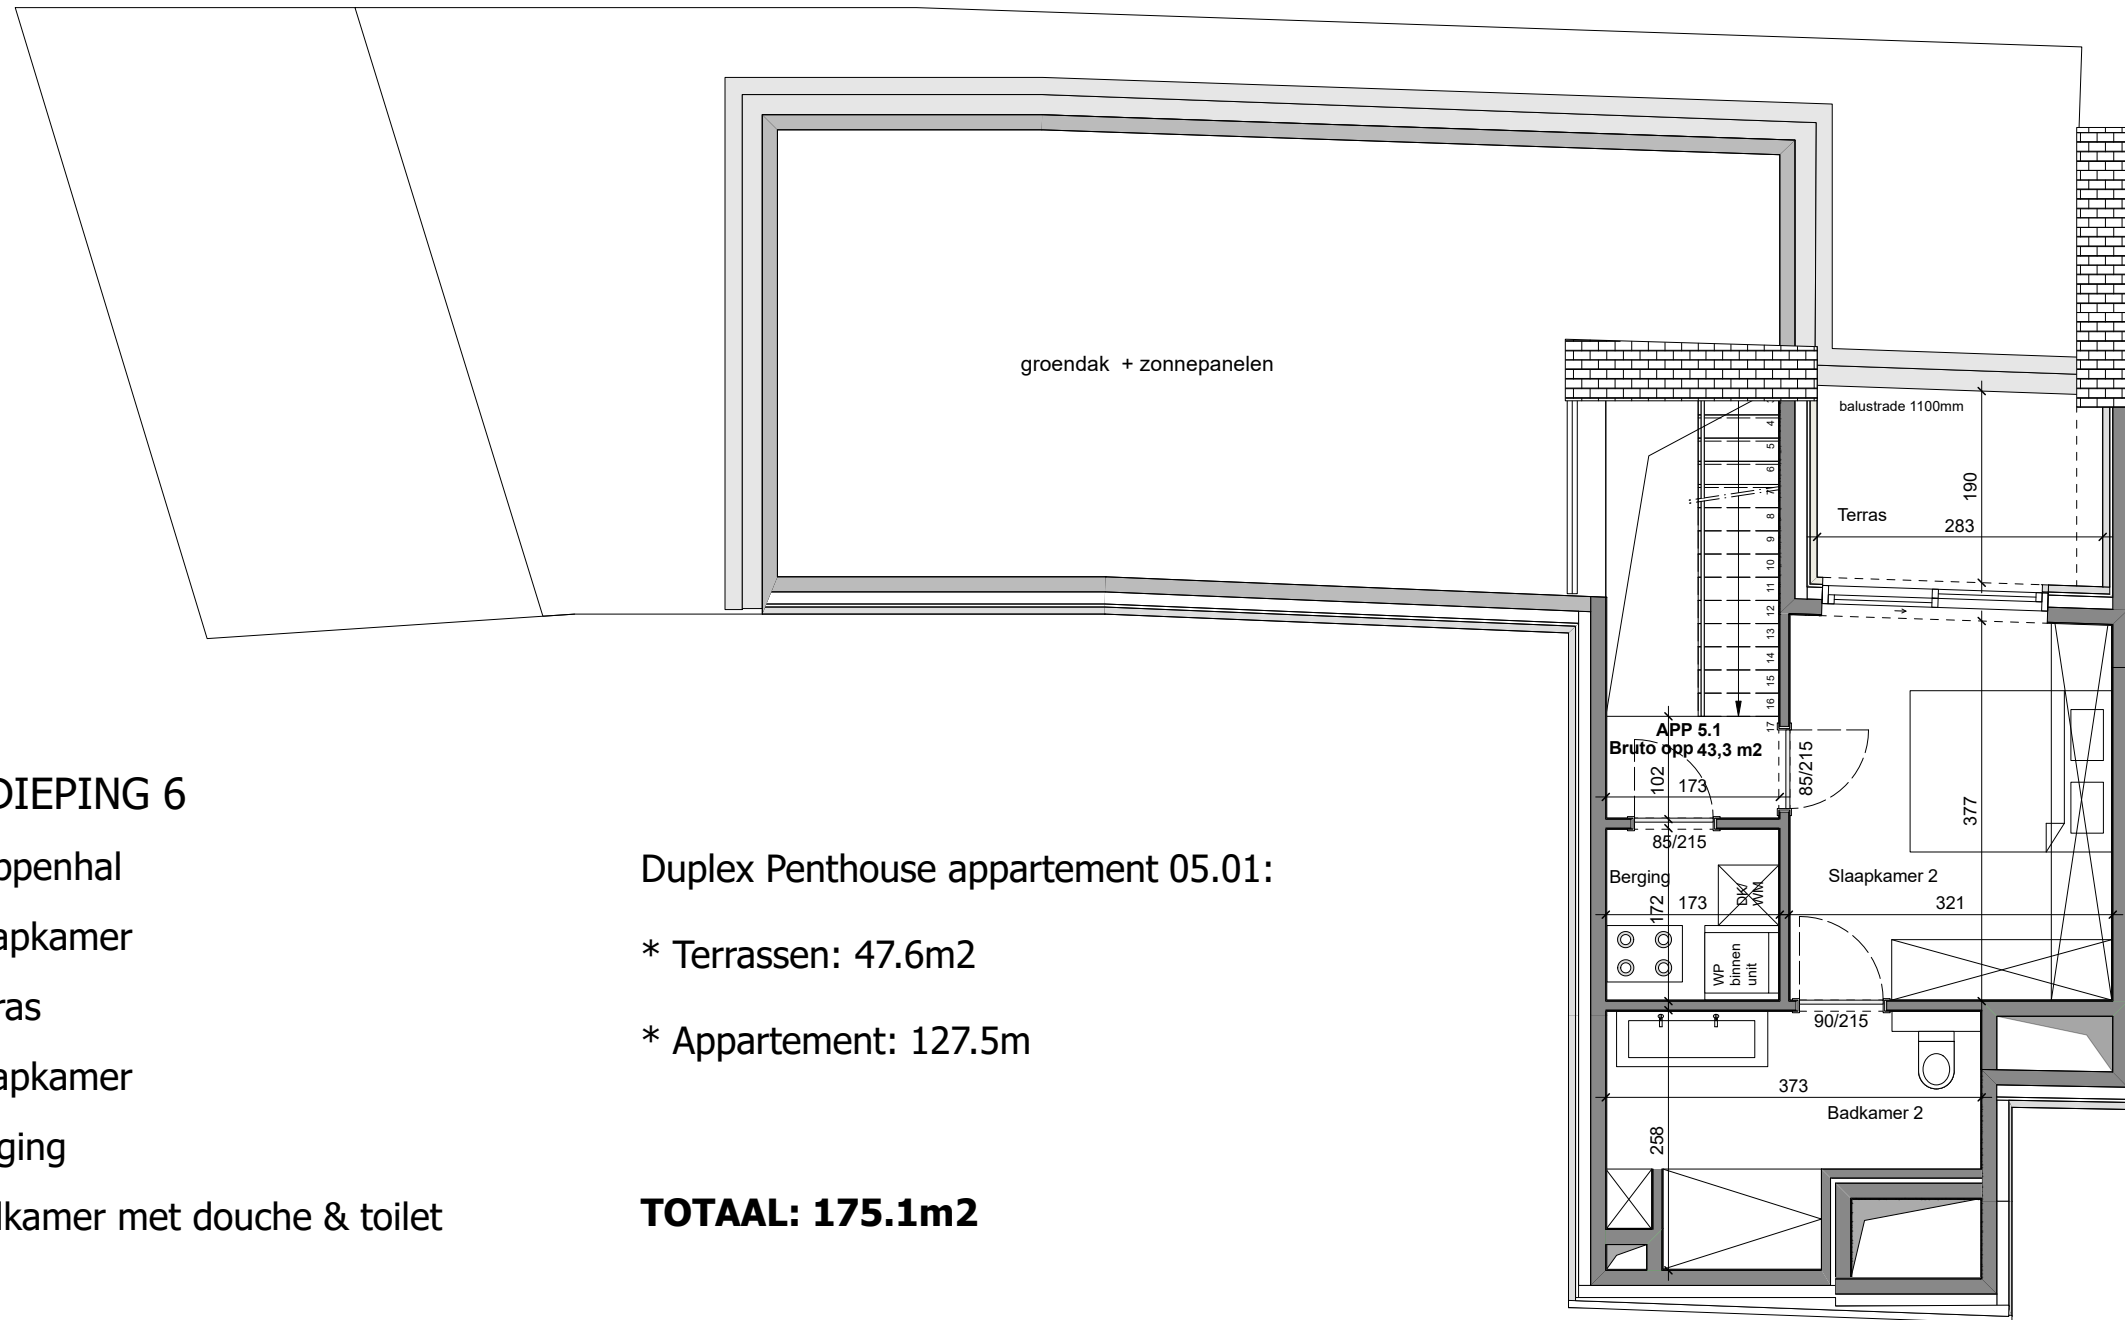 groendak + zonnepanelen
balustrade 1100mm
190
Terras
283
3
4
5
6
7
8
9
10
11
12
13
14
15
16
17
APP 5.1
Bruto opp 43,3 m2
102
173
85/215
85/215
377
Berging
172
173
DK/
WM
WP
binnen
unit
Slaapkamer 2
321
90/215
373
Badkamer 2
258
DIEPING 6
ppenhal
apkamer
ras
apkamer
ging
lkamer met douche & toilet
Duplex Penthouse appartement 05.01:
* Terrassen: 47.6m2
* Appartement: 127.5m
TOTAAL: 175.1m2